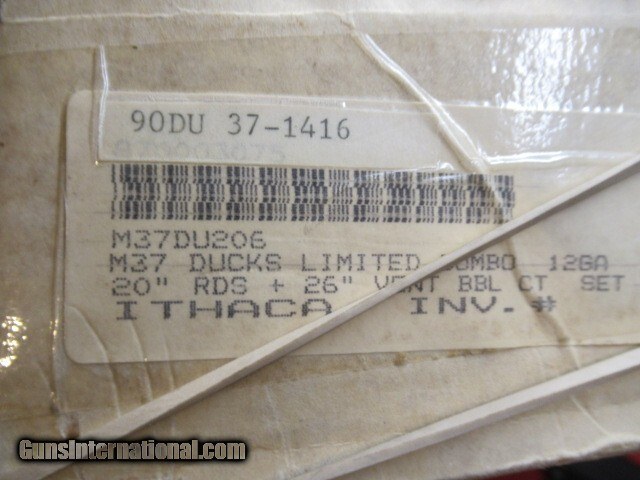 90DU 37-1416
M37DU206
M37 DUCKS LIMITED COMBO 12GA
20" RDS + 26" VENT BBL CT SET
ITHACA INV. #
GunsInternational.com